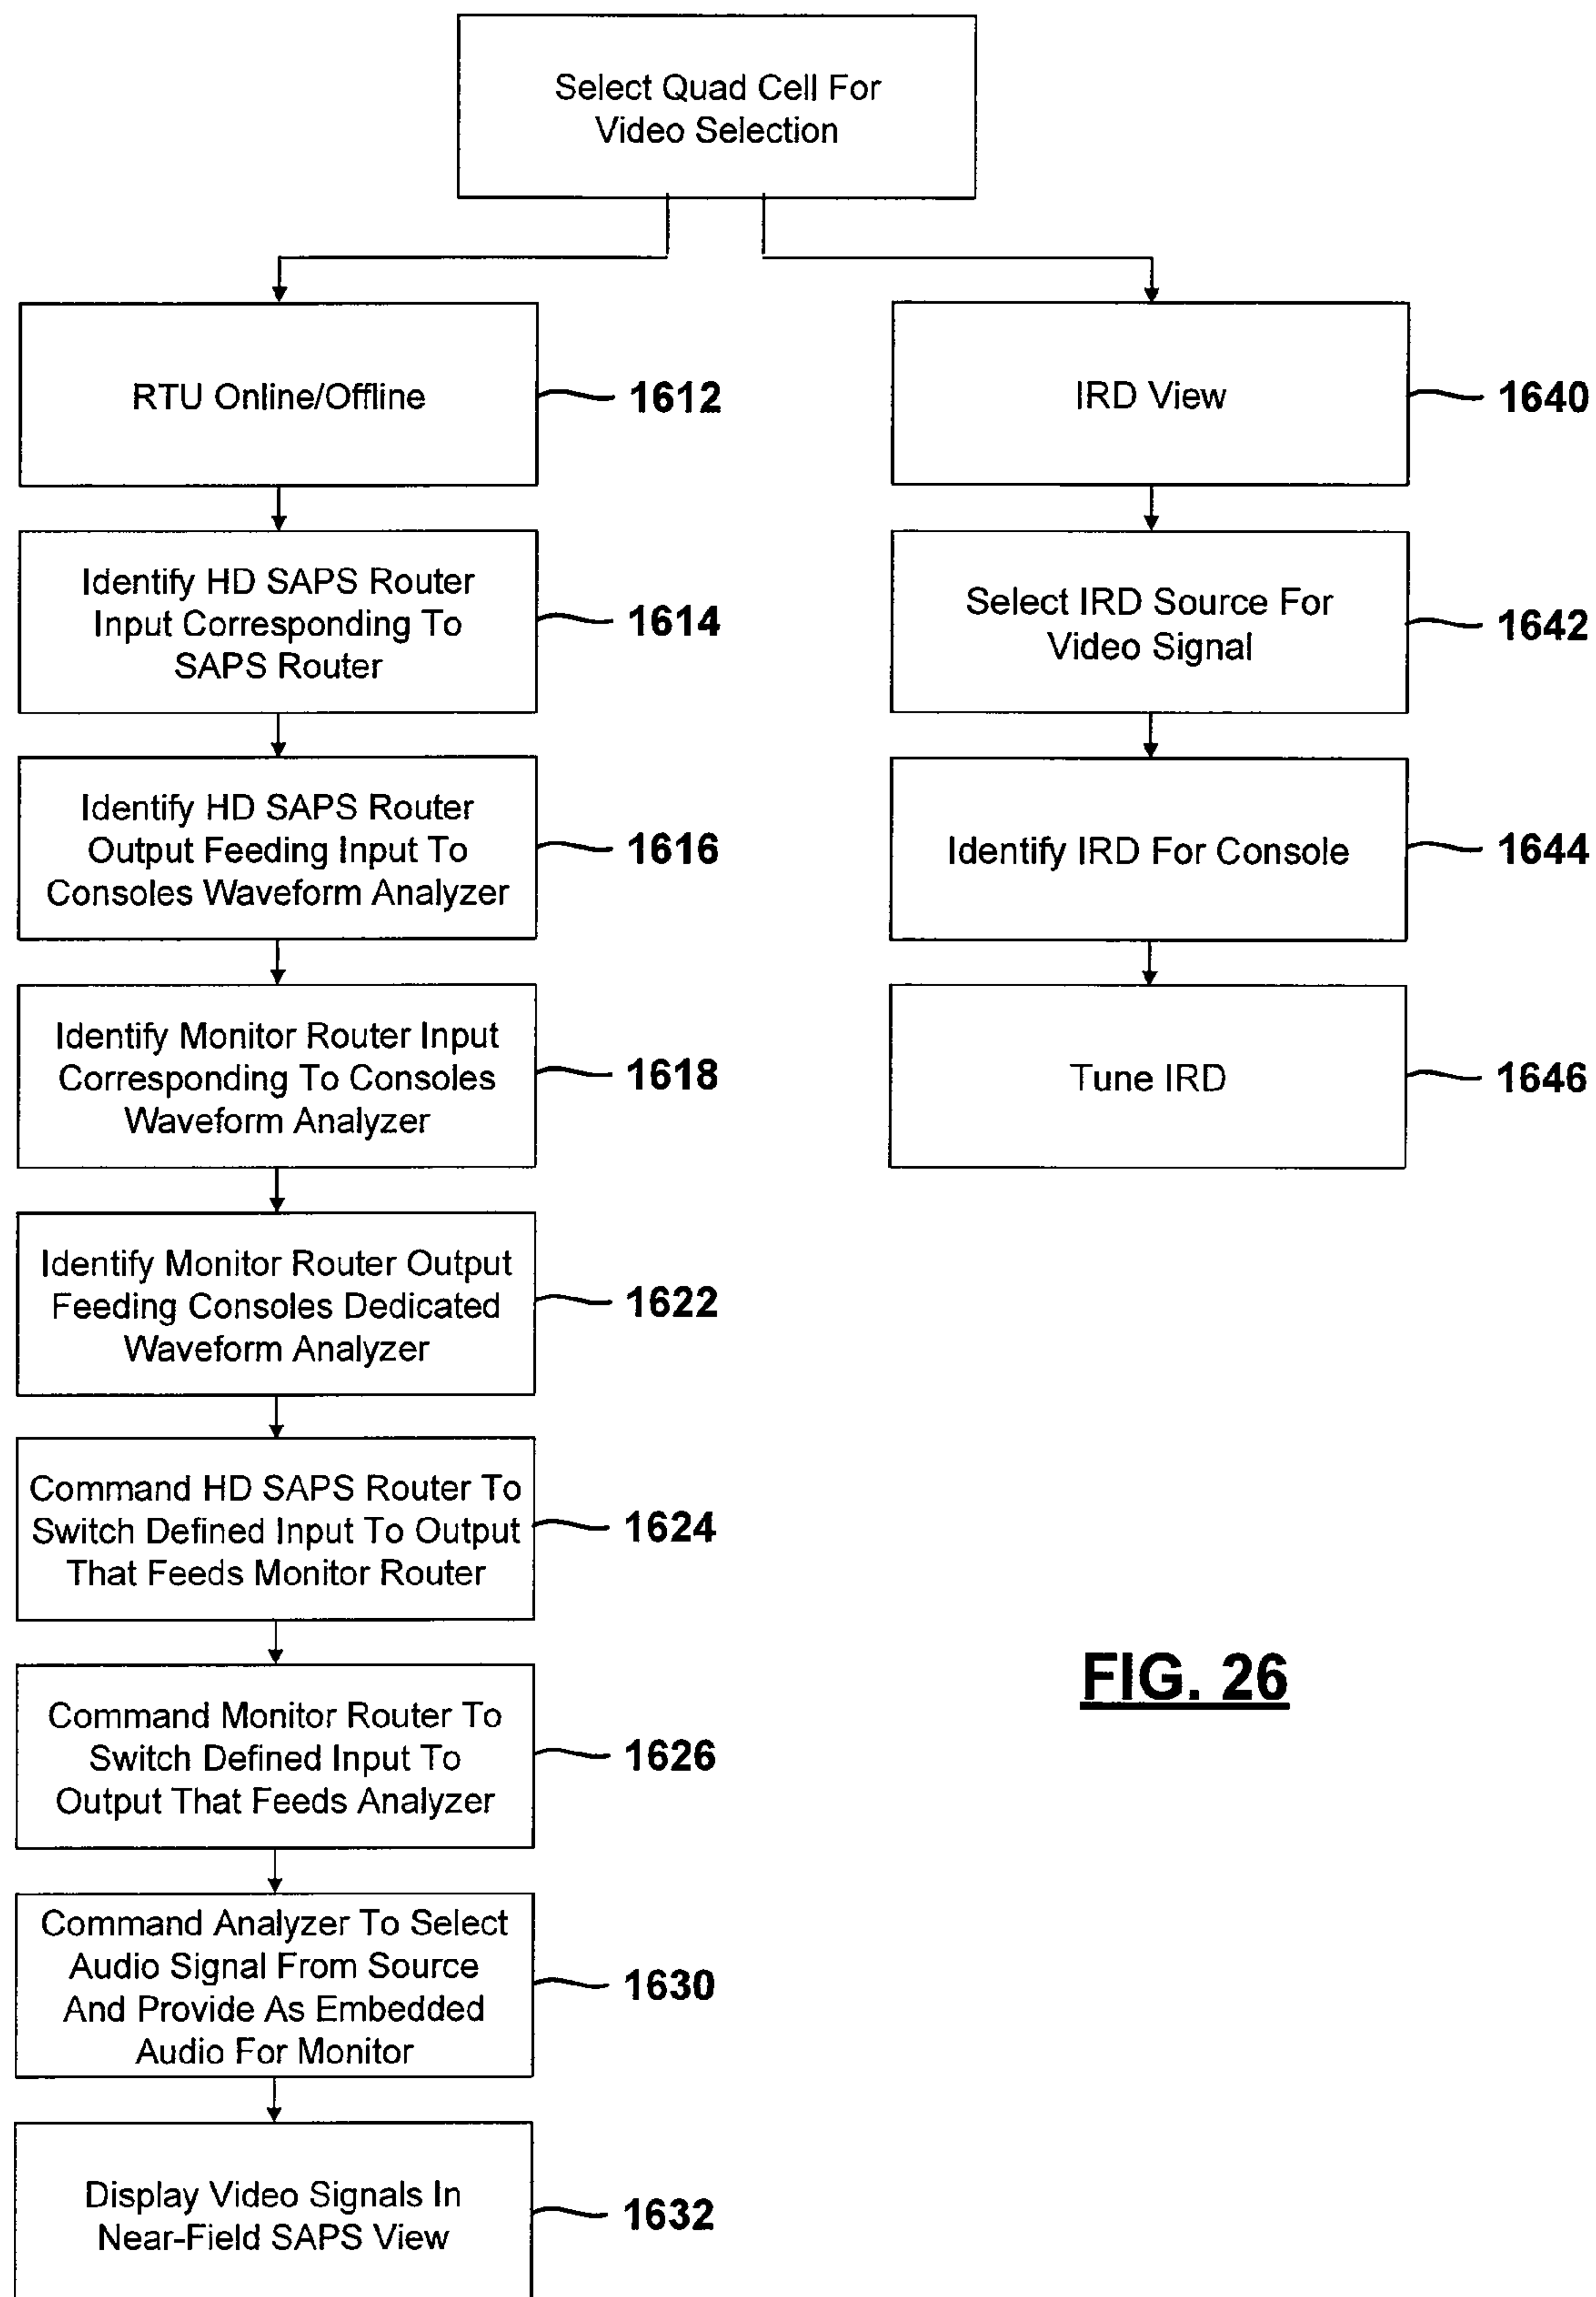 Select Quad Cell For
Video Selection
RTU Online/Offline
1612
Identify HD SAPS Router
Input Corresponding To
SAPS Router
1614
Identify HD SAPS Router
Output Feeding Input To
Consoles Waveform Analyzer
1616
Identify Monitor Router Input
Corresponding To Consoles
Waveform Analyzer
1618
Identify Monitor Router Output
Feeding Consoles Dedicated
Waveform Analyzer
1622
Command HD SAPS Router To
Switch Defined Input To Output
That Feeds Monitor Router
1624
Command Monitor Router To
Switch Defined Input To
Output That Feeds Analyzer
1626
Command Analyzer To Select
Audio Signal From Source
And Provide As Embedded
Audio For Monitor
1630
Display Video Signals In
Near-Field SAPS View
1632
IRD View
1640
Select IRD Source For
Video Signal
1642
Identify IRD For Console
1644
Tune IRD
1646
FIG. 26